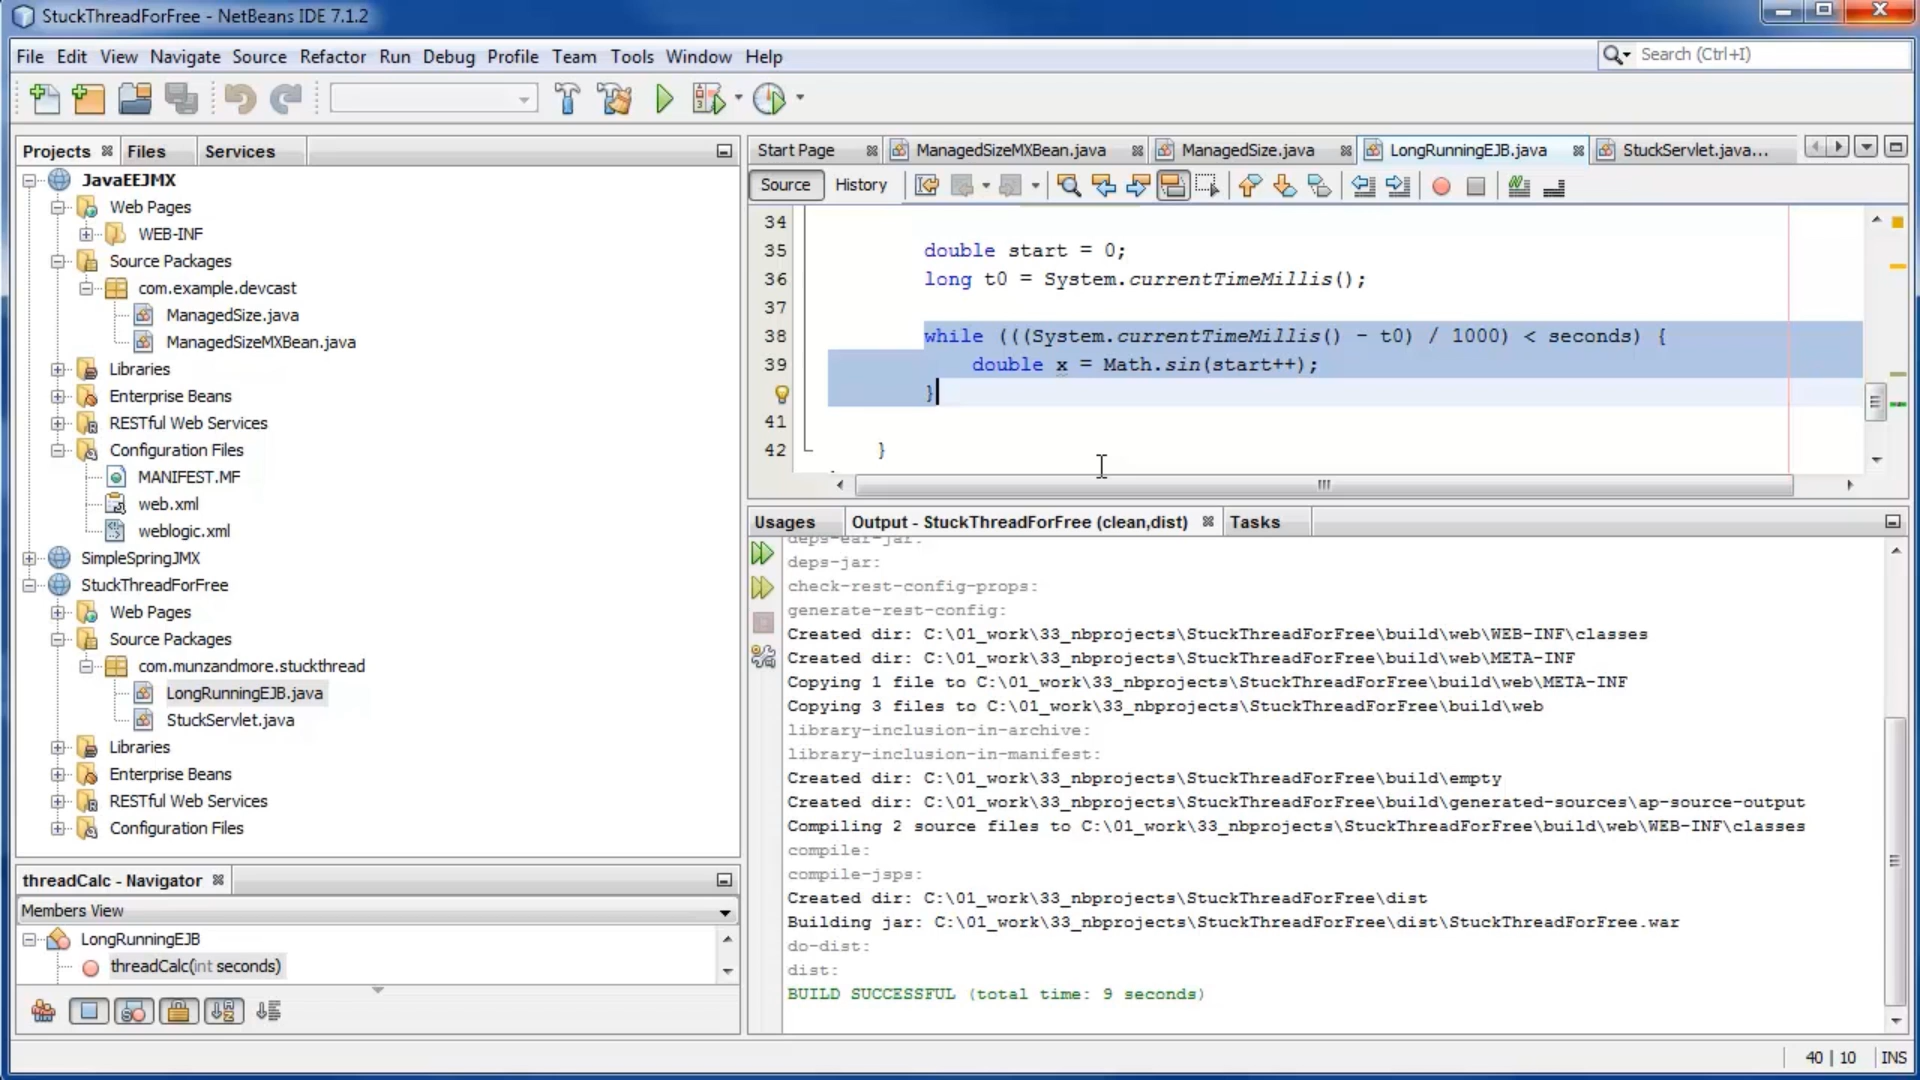 StuckThreadForFree - NetBeans IDE 7.1.2
File Edit View Navigate Source Refactor Run Debug Profile Team Tools Window Help
Search (Ctrl+I)
Projects Files Services
JavaEEJMX
Web Pages
WEB-INF
Source Packages
com.example.devcast
ManagedSize.java
ManagedSizeMXBean.java
Libraries
Enterprise Beans
RESTful Web Services
Configuration Files
MANIFEST.MF
web.xml
weblogic.xml
SimpleSpringJMX
StuckThreadForFree
Web Pages
Source Packages
com.munzandmore.stuckthread
LongRunningEJB.java
StuckServlet.java
Libraries
Enterprise Beans
RESTful Web Services
Configuration Files
threadCalc - Navigator
Members View
LongRunningEJB
threadCalc(int seconds)
Start Page ManagedSizeMXBean.java ManagedSize.java LongRunningEJB.java StuckServlet.java...
Source History
34
35 double start = 0;
36 long t0 = System.currentTimeMillis();
37
38 while (((System.currentTimeMillis() - t0) / 1000) < seconds) {
39 double x = Math.sin(start++);
}
41
42 }
Usages Output - StuckThreadForFree (clean,dist) Tasks
deps-ear-jar:
deps-jar:
check-rest-config-props:
generate-rest-config:
Created dir: C:\01_work\33_nbprojects\StuckThreadForFree\build\web\WEB-INF\classes
Created dir: C:\01_work\33_nbprojects\StuckThreadForFree\build\web\META-INF
Copying 1 file to C:\01_work\33_nbprojects\StuckThreadForFree\build\web\META-INF
Copying 3 files to C:\01_work\33_nbprojects\StuckThreadForFree\build\web
library-inclusion-in-archive:
library-inclusion-in-manifest:
Created dir: C:\01_work\33_nbprojects\StuckThreadForFree\build\empty
Created dir: C:\01_work\33_nbprojects\StuckThreadForFree\build\generated-sources\ap-source-output
Compiling 2 source files to C:\01_work\33_nbprojects\StuckThreadForFree\build\web\WEB-INF\classes
compile:
compile-jsps:
Created dir: C:\01_work\33_nbprojects\StuckThreadForFree\dist
Building jar: C:\01_work\33_nbprojects\StuckThreadForFree\dist\StuckThreadForFree.war
do-dist:
dist:
BUILD SUCCESSFUL (total time: 9 seconds)
40 | 10 INS